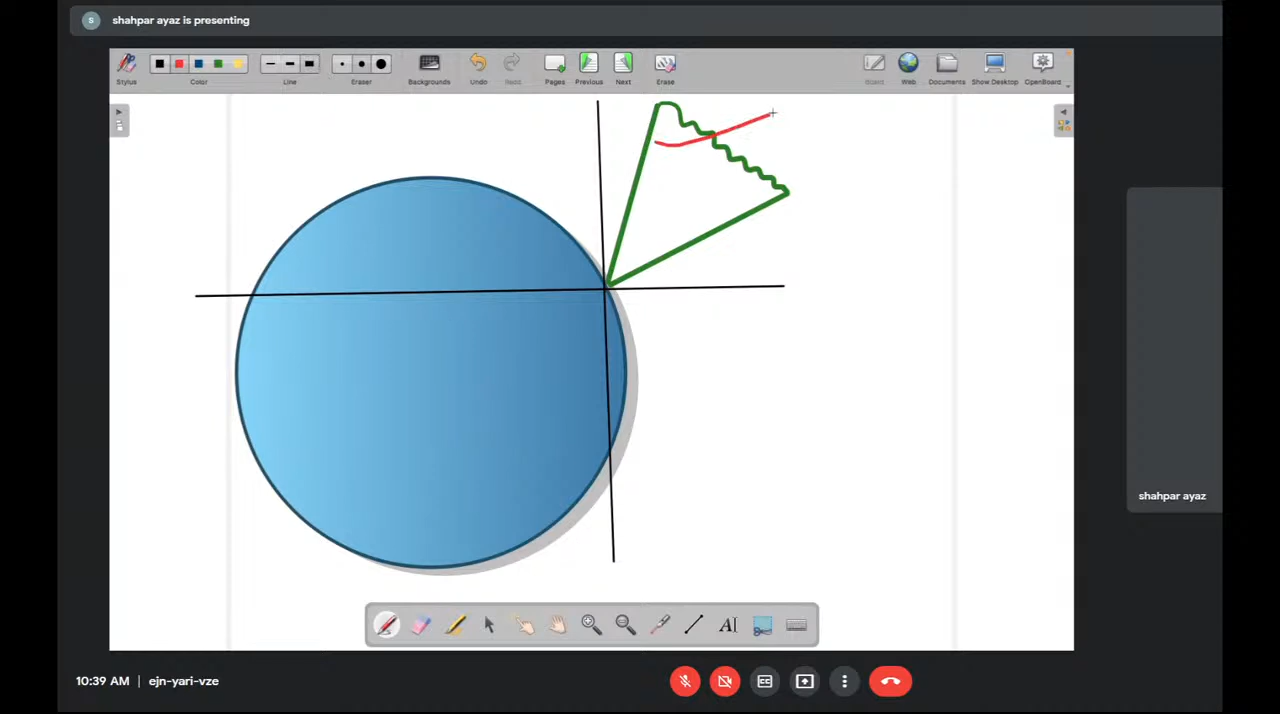 s
shahpar ayaz is presenting
Stylus
Color
Line
Eraser
Backgrounds
Undo
Redo
Pages
Previous
Next
Erase
Board
Web
Documents
Show Desktop
OpenBoard
AI
shahpar ayaz
10:39 AM | ejn-yari-vze